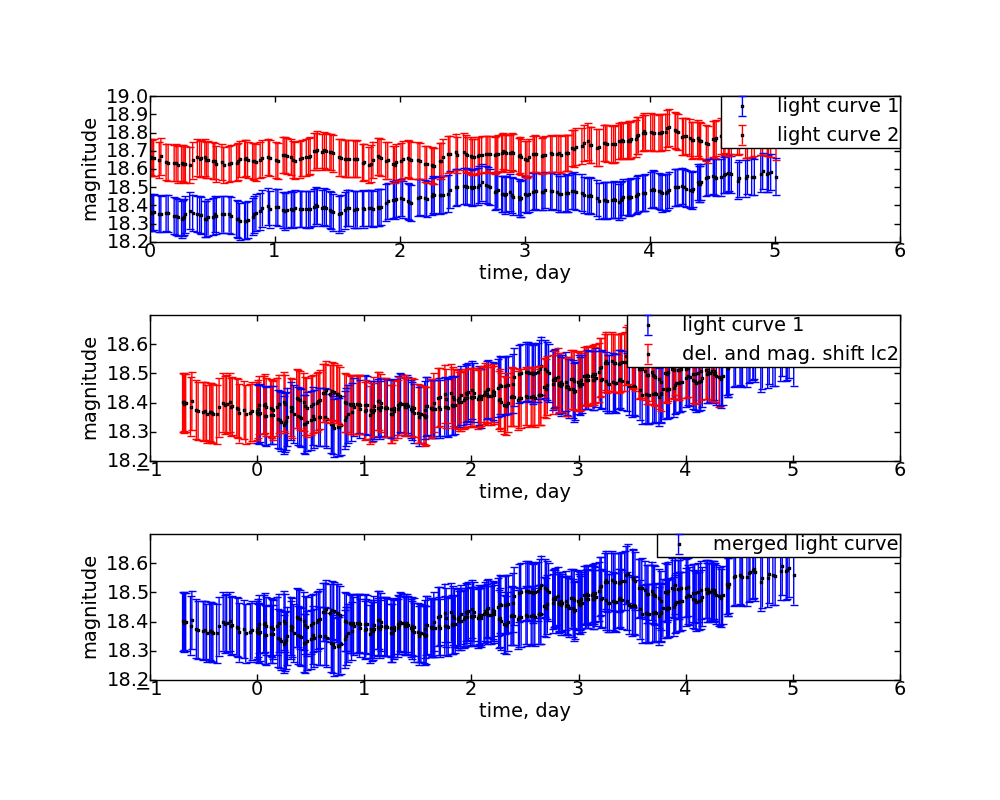 19.0
18.9
18.8
18.7
18.6
18.5
18.4
18.3
18.2
magnitude
light curve 1
light curve 2
0 1 2 3 4 5 6
time, day
18.6
18.5
18.4
18.3
18.2
magnitude
light curve 1
del. and mag. shift lc2
−1 0 1 2 3 4 5 6
time, day
18.6
18.5
18.4
18.3
18.2
magnitude
merged light curve
−1 0 1 2 3 4 5 6
time, day